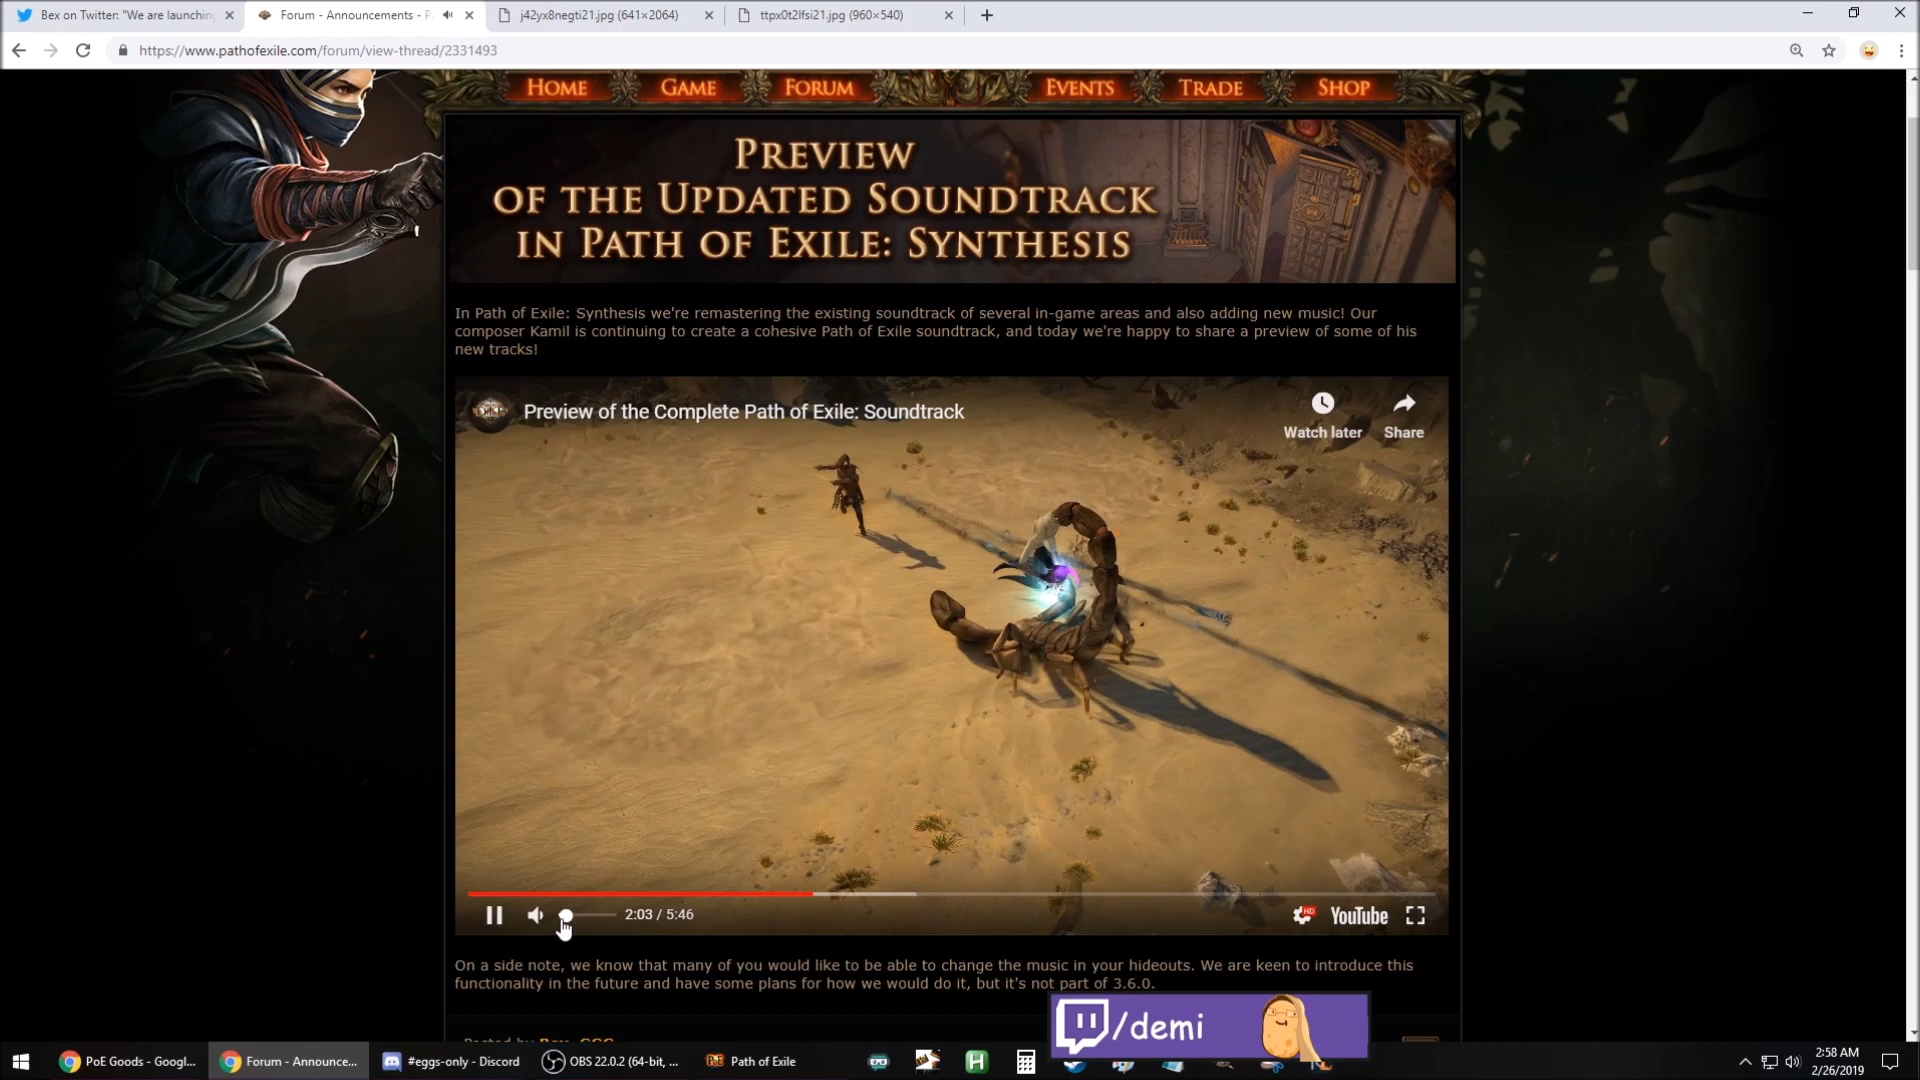 Bex on Twitter: "We are launching
Forum - Announcements - P
j42yx8negti21.jpg (641×2064)
ttpx0t2lfsi21.jpg (960×540)
https://www.pathofexile.com/forum/view-thread/2331493
HOME
GAME
FORUM
EVENTS
TRADE
SHOP
PREVIEW
OF THE UPDATED SOUNDTRACK
IN PATH OF EXILE: SYNTHESIS
In Path of Exile: Synthesis we're remastering the existing soundtrack of several in-game areas and also adding new music! Our
composer Kamil is continuing to create a cohesive Path of Exile soundtrack, and today we're happy to share a preview of some of his
new tracks!
Preview of the Complete Path of Exile: Soundtrack
Watch later
Share
2:03 / 5:46
HD
YouTube
On a side note, we know that many of you would like to be able to change the music in your hideouts. We are keen to introduce this
functionality in the future and have some plans for how we would do it, but it's not part of 3.6.0.
/demi
PoE Goods - Googl...
Forum - Announce...
#eggs-only - Discord
OBS 22.0.2 (64-bit, ...
Path of Exile
2:58 AM
2/26/2019